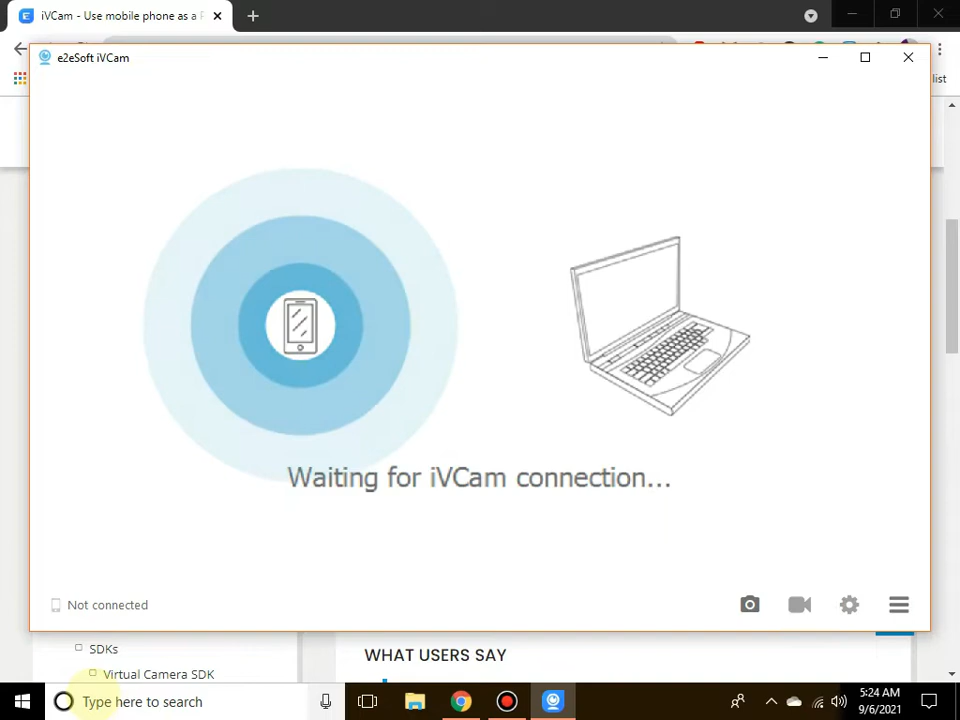 iVCam - Use mobile phone as a
e2eSoft iVCam
list
Waiting for iVCam connection...
Not connected
SDKs
Virtual Camera SDK
WHAT USERS SAY
Type here to search
5:24 AM
9/6/2021